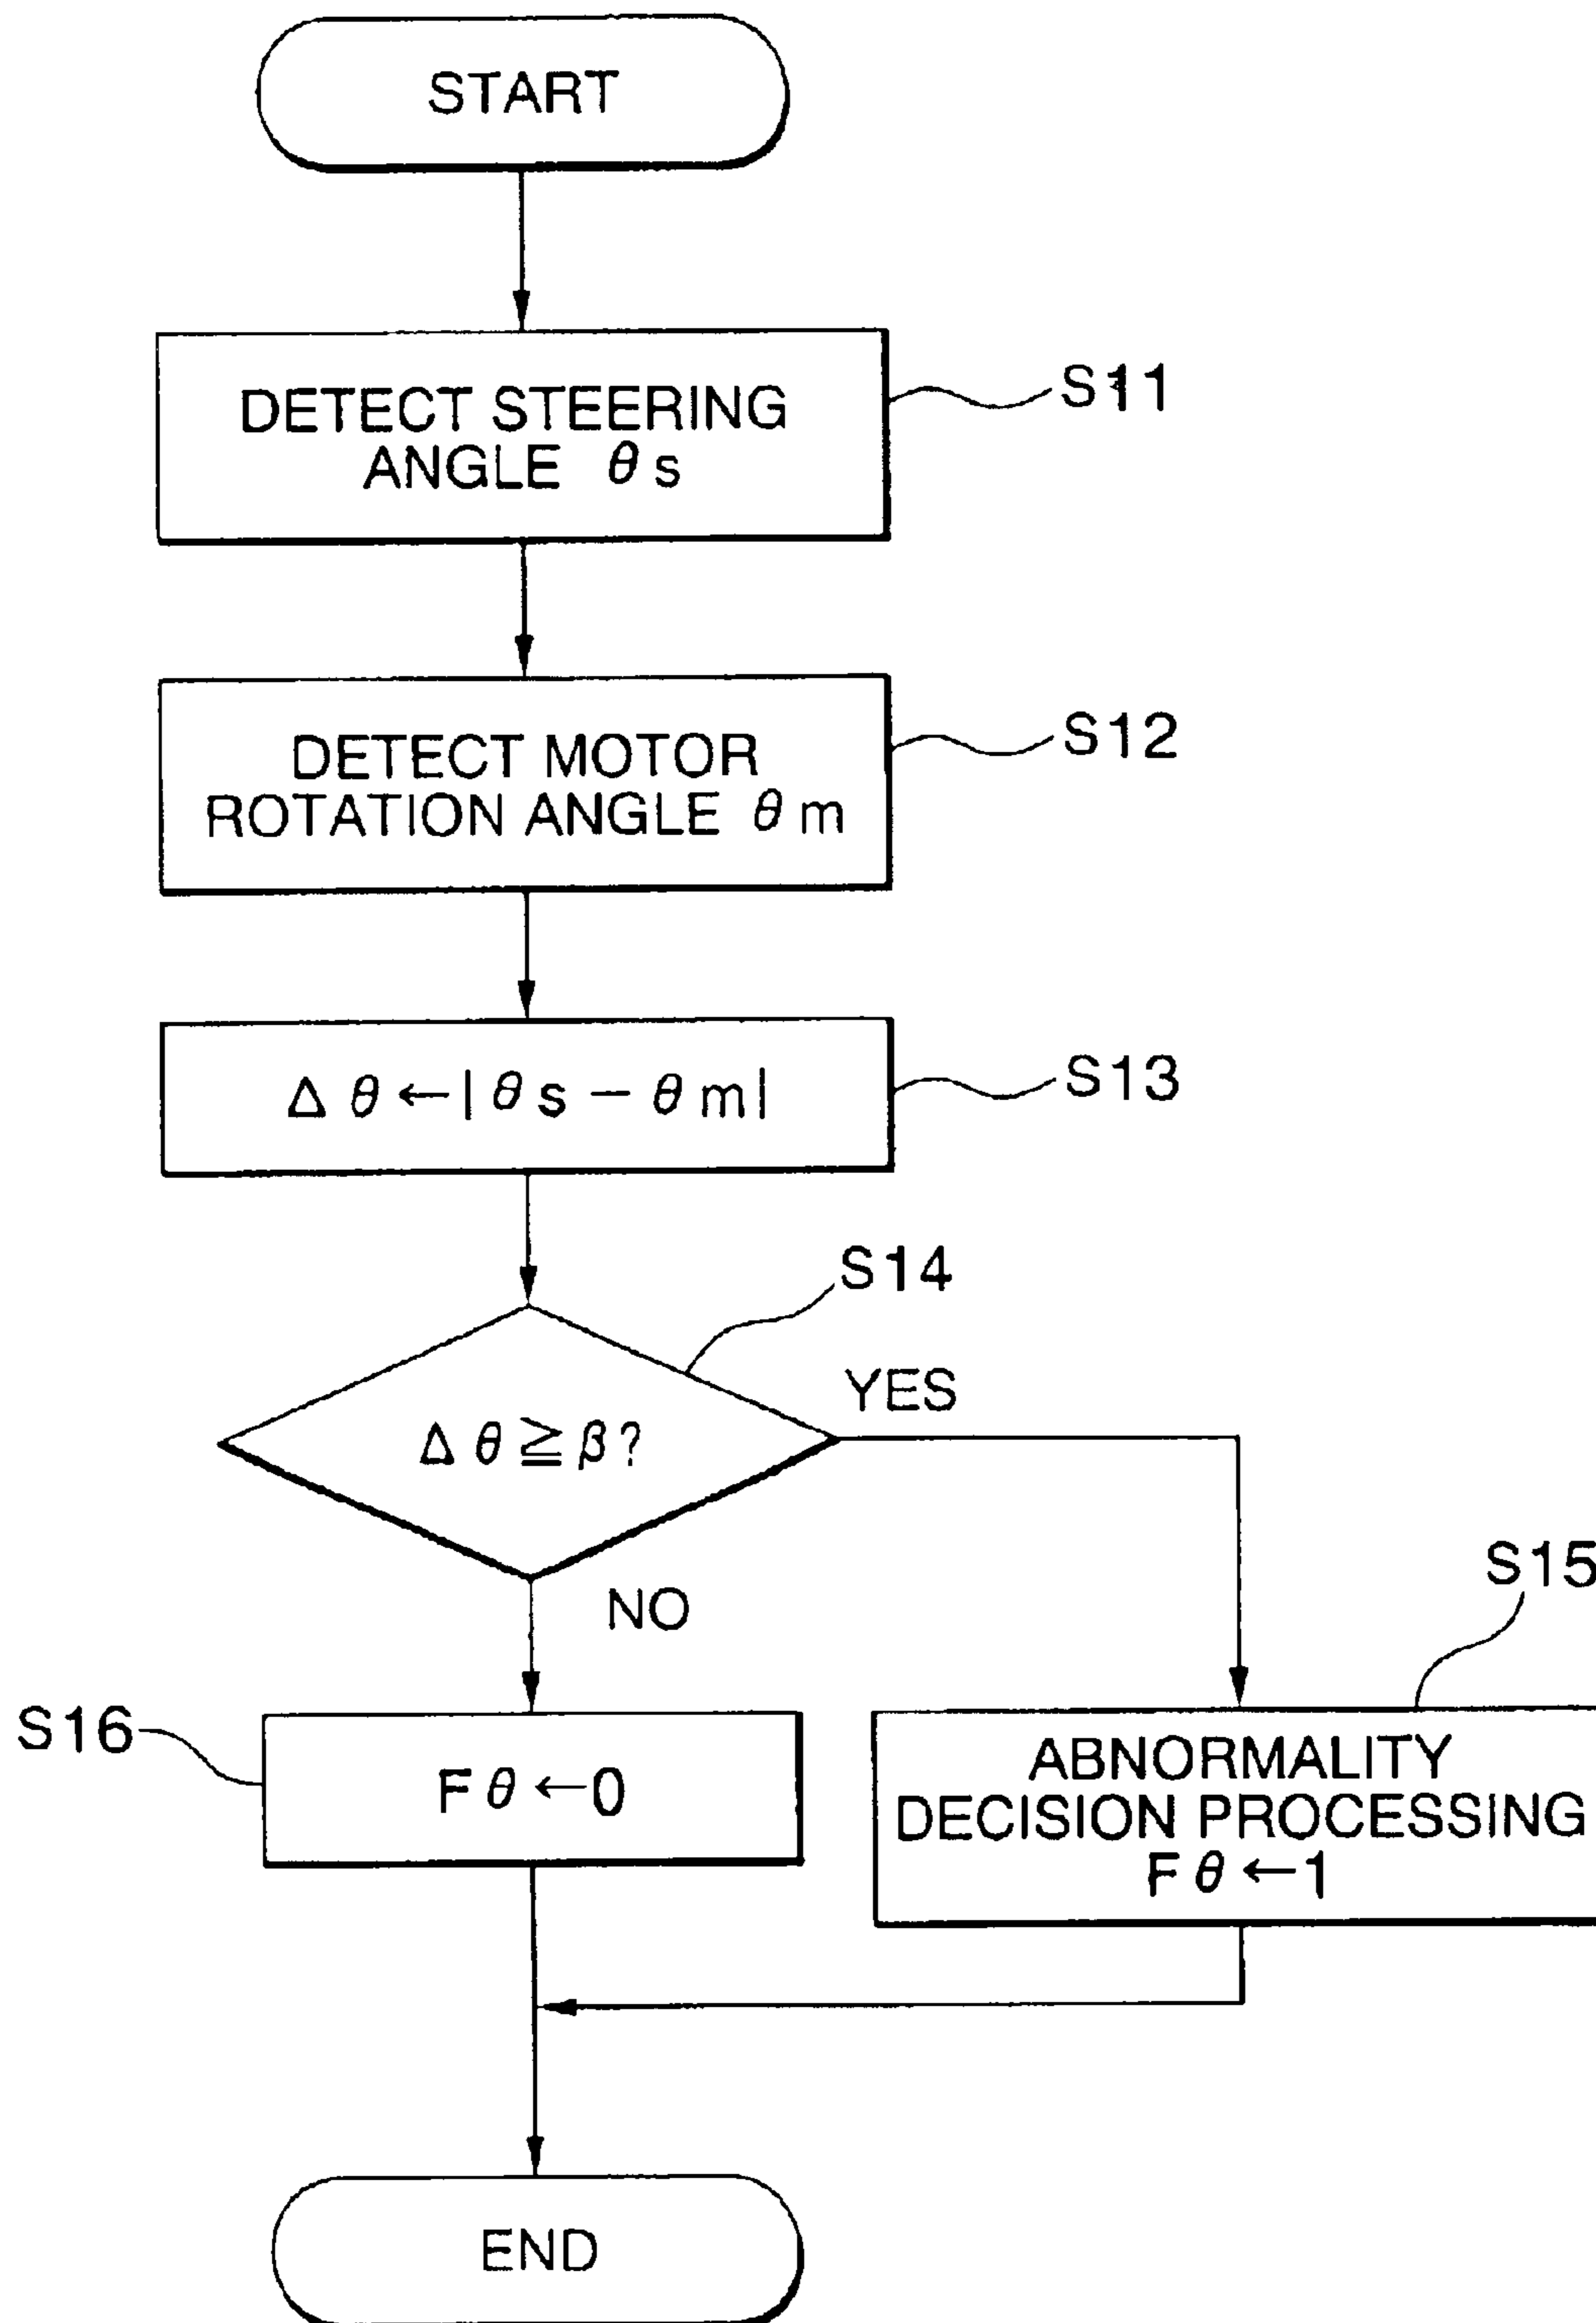 START
DETECT STEERING
ANGLE θs
S11
DETECT MOTOR
ROTATION ANGLE θm
S12
Δθ←|θs−θm|
S13
S14
Δθ≧β?
YES
NO
S15
S16
Fθ←0
ABNORMALITY
DECISION PROCESSING
Fθ←1
END